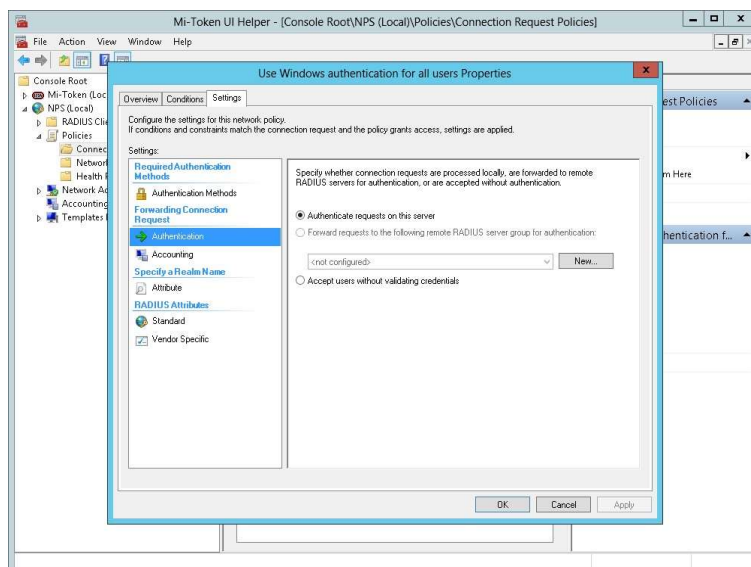 Mi-Token UI Helper - [Console Root\NPS (Local)\Policies\Connection Request Policies]
File Action View Window Help
Console Root
Mi-Token (Loc
NPS (Local)
RADIUS Clie
Policies
Connec
Network
Health F
Network Ac
Accounting
Templates
est Policies
m Here
hentication f...
Use Windows authentication for all users Properties
Overview Conditions Settings
Configure the settings for this network policy.
If conditions and constraints match the connection request and the policy grants access, settings are applied.
Settings:
Required Authentication
Methods
Authentication Methods
Forwarding Connection
Request
Authentication
Accounting
Specify a Realm Name
Attribute
RADIUS Attributes
Standard
Vendor Specific
Specify whether connection requests are processed locally, are forwarded to remote
RADIUS servers for authentication, or are accepted without authentication.
Authenticate requests on this server
Forward requests to the following remote RADIUS server group for authentication:
<not configured> New...
Accept users without validating credentials
OK Cancel Apply